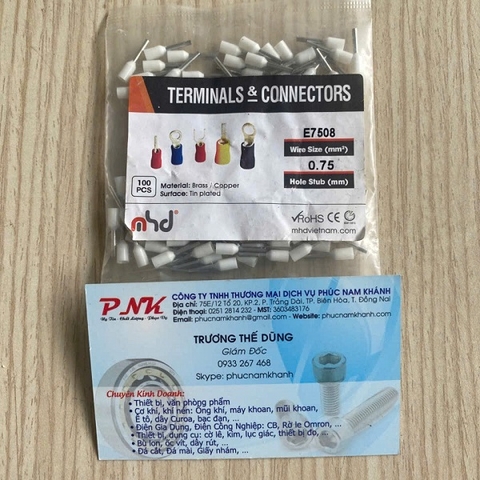 TERMINALS & CONNECTORS
E7508
Wire Size (mm²)
0.75
Hole Stub (mm)
100
PCS
Material: Brass / Copper
Surface: Tin plated
mhd
RoHS CE
mhdvietnam.com
PNK
Uy Tín - Chất Lượng - Phục Vụ
CÔNG TY TNHH THƯƠNG MẠI DỊCH VỤ PHÚC NAM KHÁNH
Địa chỉ: 75E/12 Tổ 20, KP.2, P. Trảng Dài, TP. Biên Hòa, T. Đồng Nai
Điện thoại: 0251 2814 232 - MST: 3603483176
Email: phucnamkhanh@gmail.com - Website: phucnamkhanh.com
TRƯƠNG THẾ DŨNG
Giám Đốc
0933 267 468
Skype: phucnamkhanh
Chuyên Kinh Doanh:
• Thiết bị, văn phòng phẩm
• Cơ khí, khí nén: Ống khí, máy khoan, mũi khoan,
Ê tô, dây Curoa, bạc đạn, ...
• Điện Gia Dụng, Điện Công Nghiệp: CB, Rờ le Omron, ...
• Thiết bị, dụng cụ: cờ lê, kìm, lục giác, thiết bị đo, ...
• Bù lon, ốc vít, dây rút, ...
• Đá cắt, Đá mài, Giấy nhám, ...